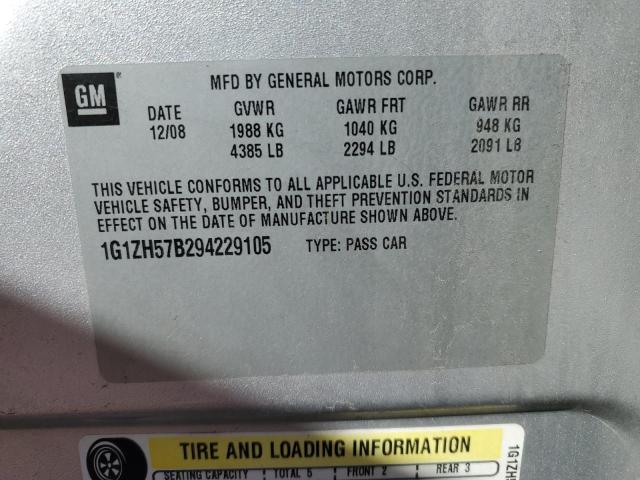 GM
MFD BY GENERAL MOTORS CORP.
DATE GVWR GAWR FRT GAWR RR
12/08 1988 KG 1040 KG 948 KG
4385 LB 2294 LB 2091 LB
THIS VEHICLE CONFORMS TO ALL APPLICABLE U.S. FEDERAL MOTOR
VEHICLE SAFETY, BUMPER, AND THEFT PREVENTION STANDARDS IN
EFFECT ON THE DATE OF MANUFACTURE SHOWN ABOVE.
1G1ZH57B294229105 TYPE: PASS CAR
TIRE AND LOADING INFORMATION
SEATING CAPACITY TOTAL 5 FRONT 2 REAR 3
1G1ZH5